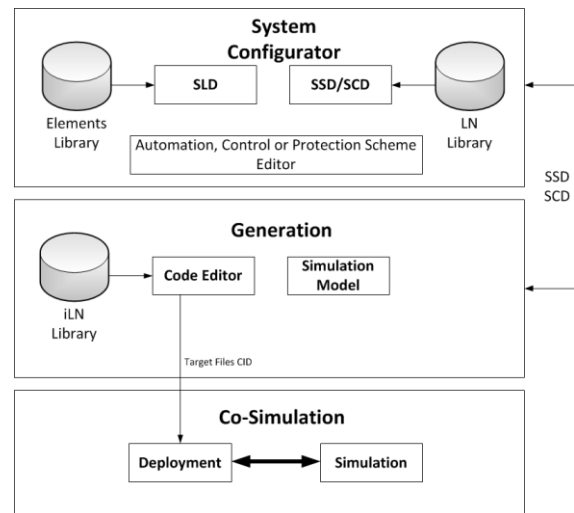 System
Configurator
SLD
SSD/SCD
Elements
Library
LN
Library
Automation, Control or Protection Scheme
Editor
SSD
SCD
Generation
Code Editor
Simulation
Model
iLN
Library
Target Files CID
Co-Simulation
Deployment
Simulation